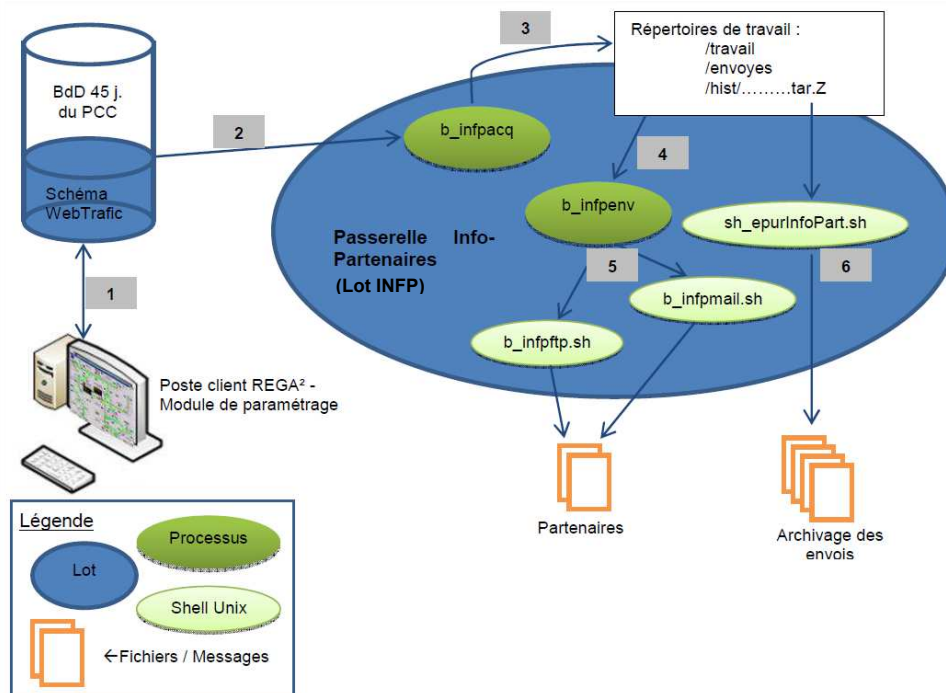 3
Répertoires de travail :
/travail
/envoyes
/hist/.........tar.Z
BdD 45 j.
du PCC
2
b_infpacq
4
Schéma
WebTrafic
b_infpenv
sh_epurInfoPart.sh
Passerelle Info-
Partenaires
(Lot INFP)
5
6
1
b_infpmail.sh
b_infpftp.sh
Poste client REGA² -
Module de paramétrage
Partenaires
Archivage des
envois
Légende
Processus
Lot
Shell Unix
←Fichiers / Messages